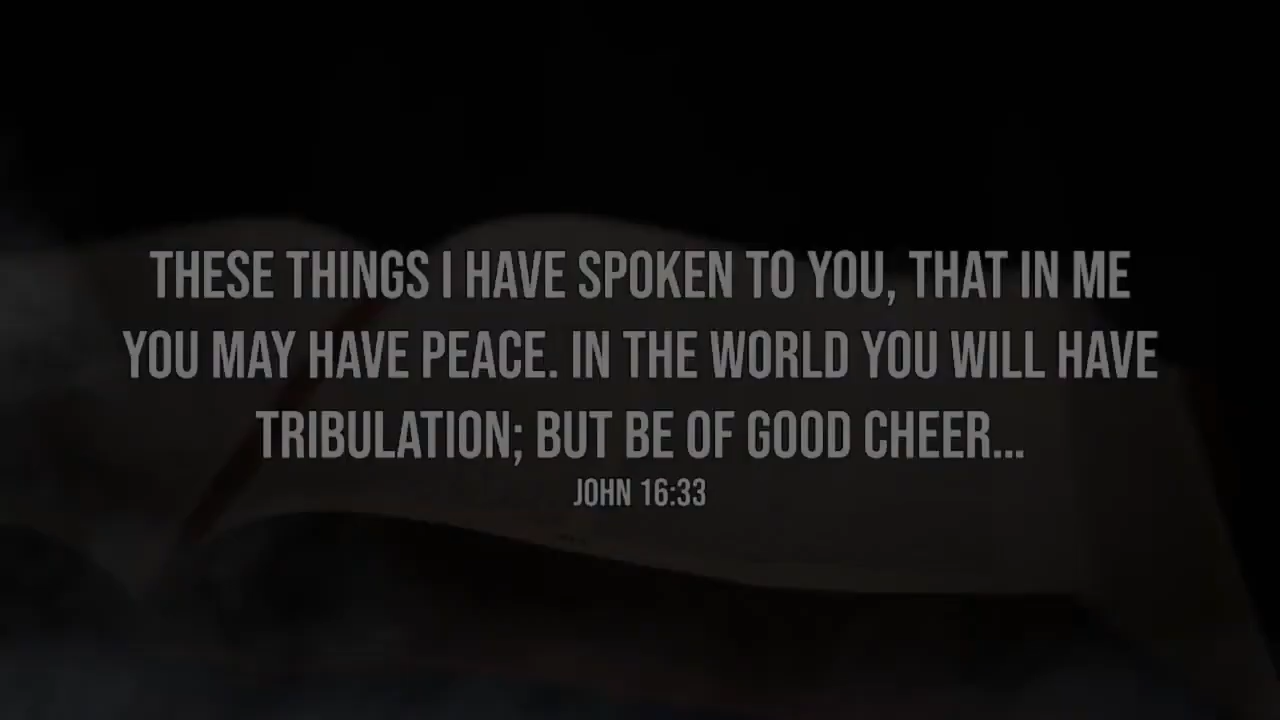 THESE THINGS I HAVE SPOKEN TO YOU, THAT IN ME
YOU MAY HAVE PEACE. IN THE WORLD YOU WILL HAVE
TRIBULATION; BUT BE OF GOOD CHEER...
JOHN 16:33